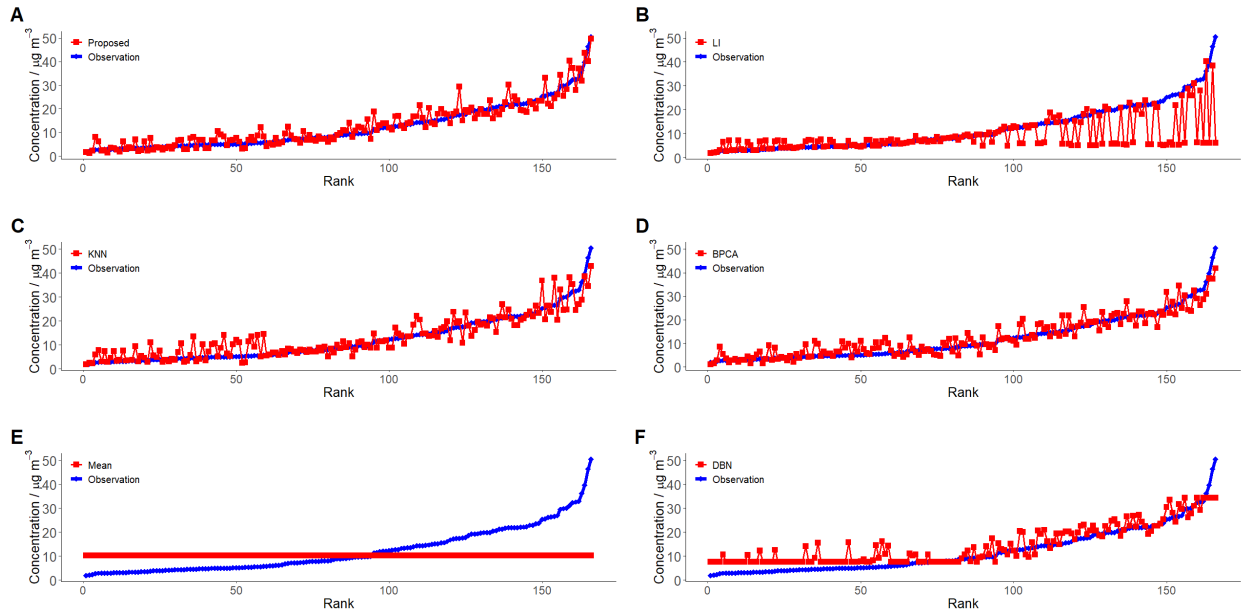 A
Concentration / μg m⁻³
50
40
30
20
10
0
Proposed
Observation
0
50
100
150
Rank
B
Concentration / μg m⁻³
50
40
30
20
10
0
LI
Observation
0
50
100
150
Rank
C
Concentration / μg m⁻³
50
40
30
20
10
0
KNN
Observation
0
50
100
150
Rank
D
Concentration / μg m⁻³
50
40
30
20
10
0
BPCA
Observation
0
50
100
150
Rank
E
Concentration / μg m⁻³
50
40
30
20
10
0
Mean
Observation
0
50
100
150
Rank
F
Concentration / μg m⁻³
50
40
30
20
10
0
DBN
Observation
0
50
100
150
Rank